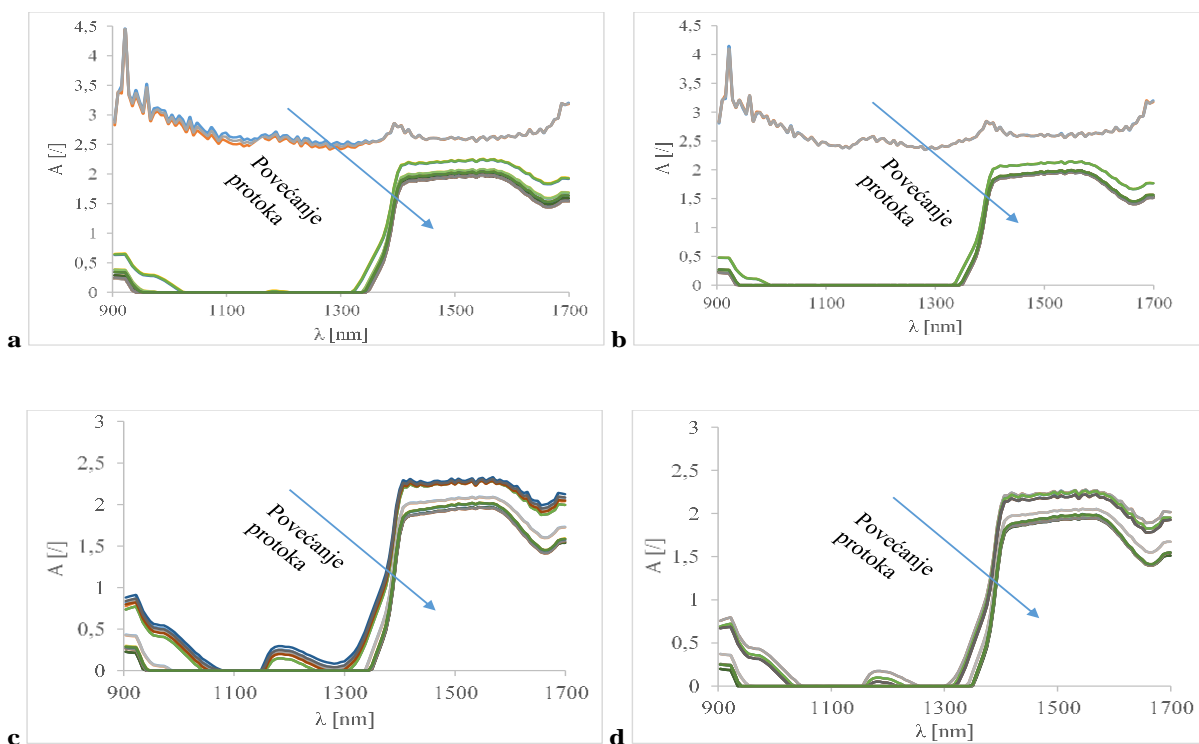 4,5
4
3,5
3
2,5
2
1,5
1
0,5
0
A [/]
Povećanje
protoka
900 1100 1300 1500 1700
λ [nm]
a
4,5
4
3,5
3
2,5
2
1,5
1
0,5
0
A [/]
Povećanje
protoka
900 1100 1300 1500 1700
λ [nm]
b
3
2,5
2
1,5
1
0,5
0
A [/]
Povećanje
protoka
900 1100 1300 1500 1700
λ [nm]
c
3
2,5
2
1,5
1
0,5
0
A [/]
Povećanje
protoka
900 1100 1300 1500 1700
λ [nm]
d